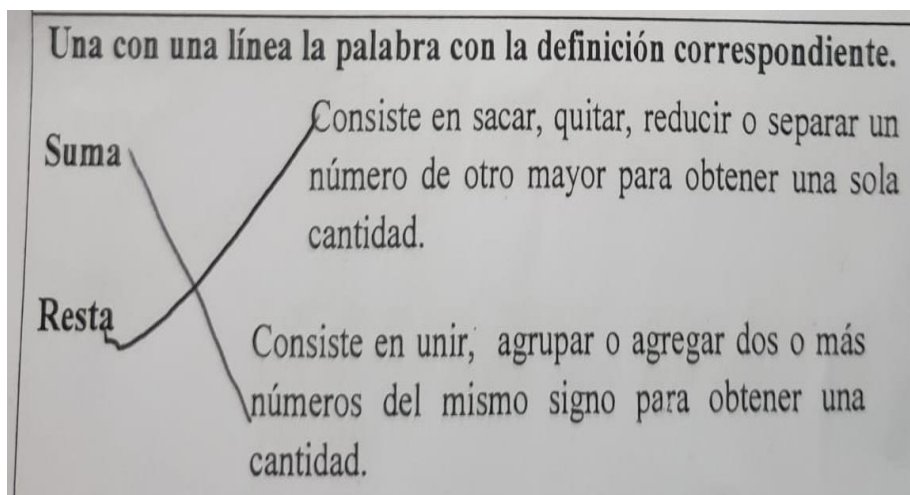 Una con una línea la palabra con la definición correspondiente.
Suma
Consiste en sacar, quitar, reducir o separar un
número de otro mayor para obtener una sola
cantidad.
Resta
Consiste en unir, agrupar o agregar dos o más
números del mismo signo para obtener una
cantidad.